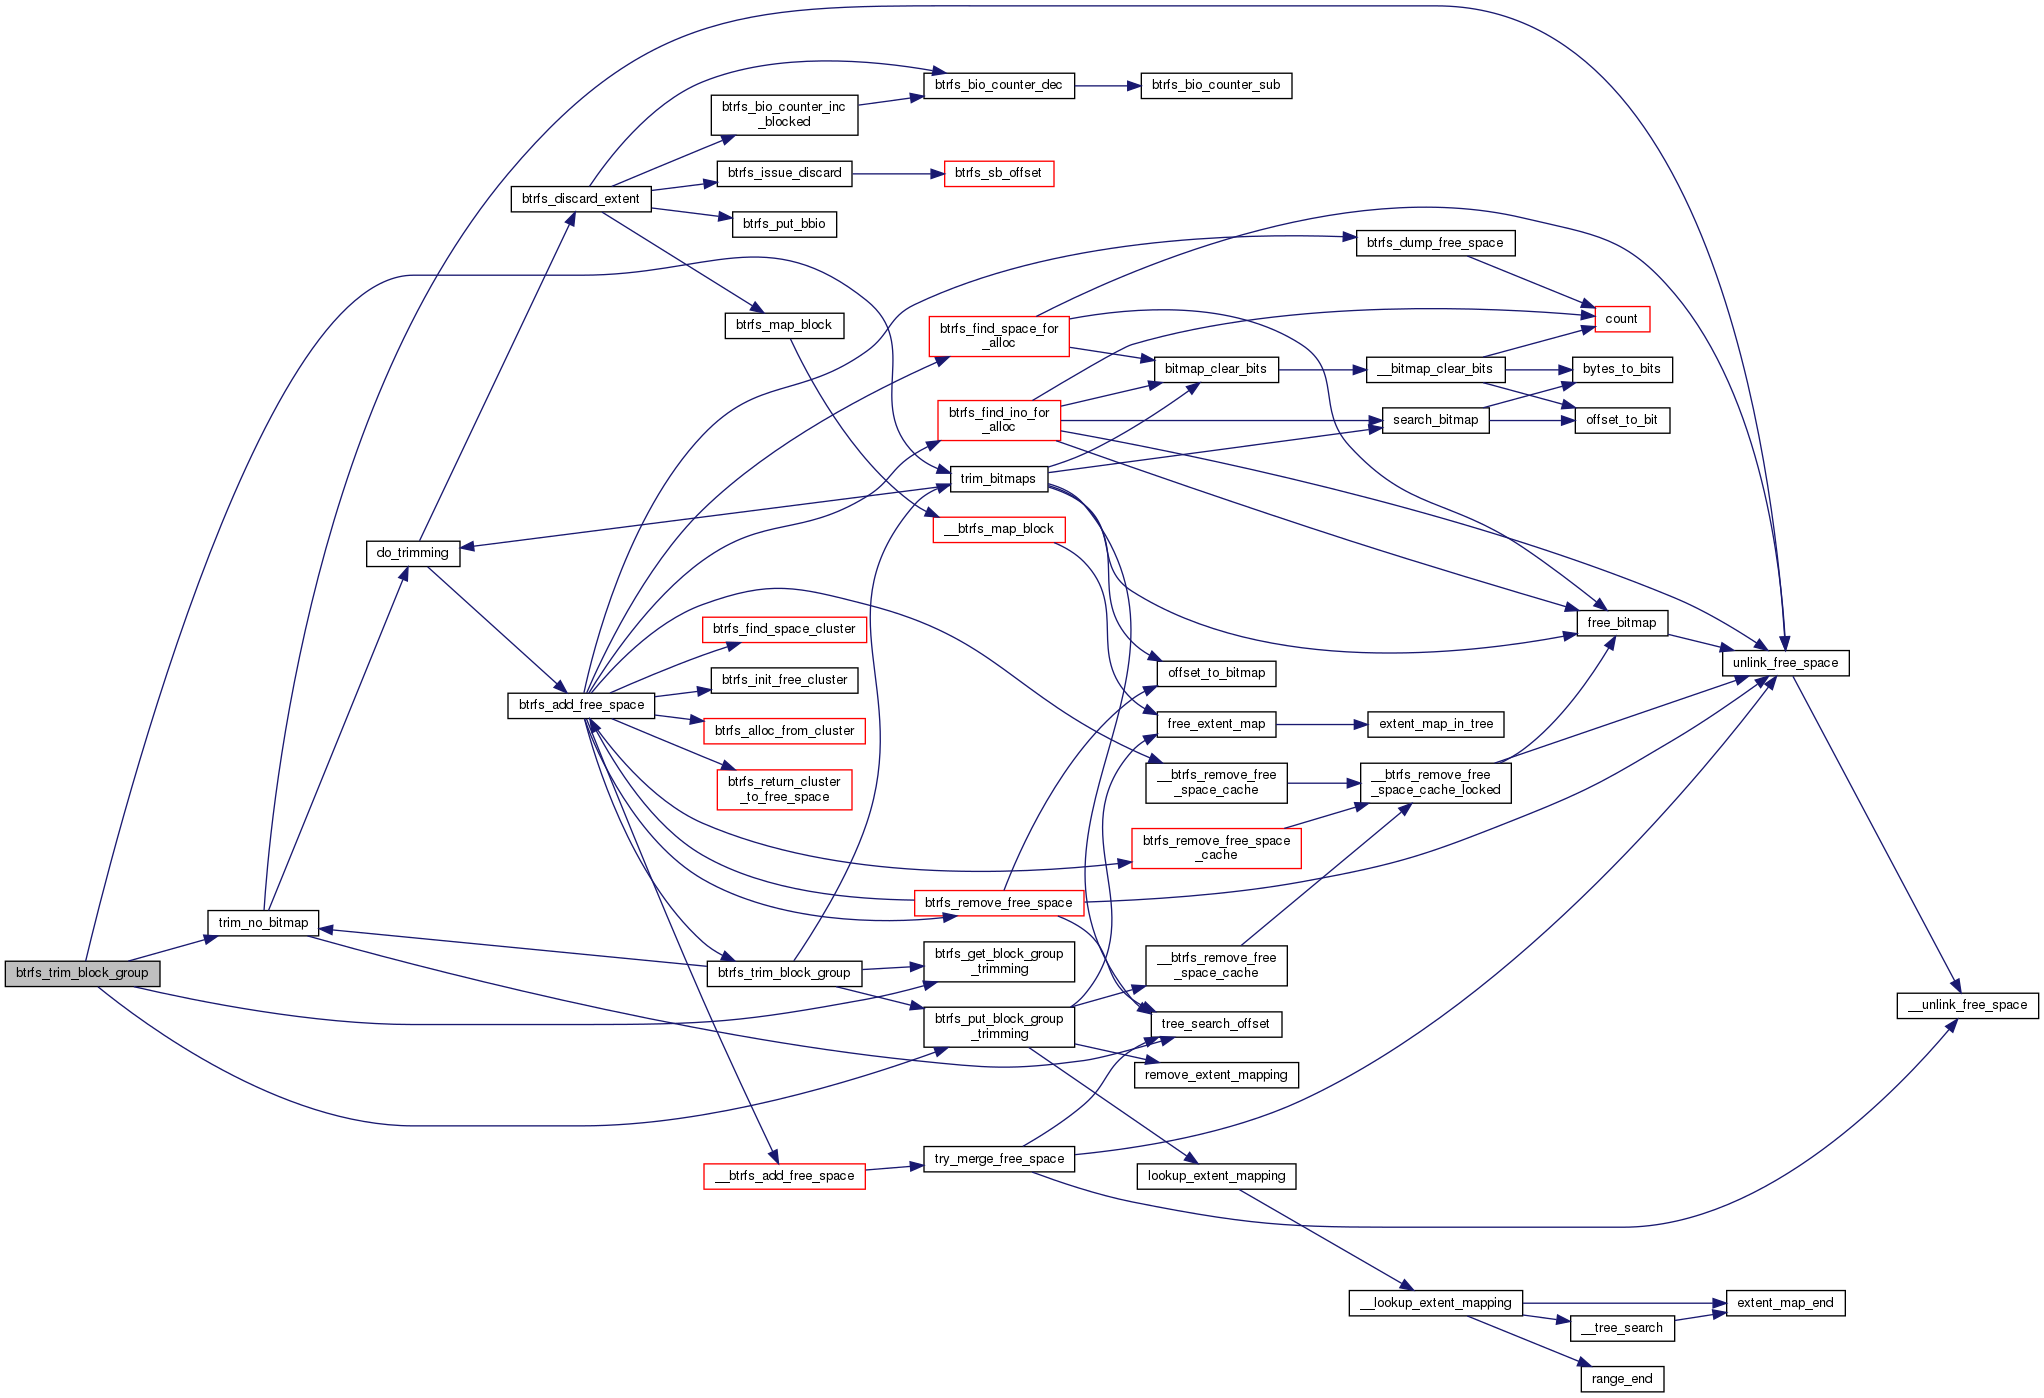 btrfs_bio_counter_dec
btrfs_bio_counter_sub
btrfs_bio_counter_inc
_blocked
btrfs_issue_discard
btrfs_sb_offset
btrfs_discard_extent
btrfs_put_bbio
btrfs_dump_free_space
btrfs_map_block
btrfs_find_space_for
_alloc
count
bitmap_clear_bits
__bitmap_clear_bits
bytes_to_bits
btrfs_find_ino_for
_alloc
search_bitmap
offset_to_bit
trim_bitmaps
__btrfs_map_block
do_trimming
btrfs_find_space_cluster
free_bitmap
unlink_free_space
offset_to_bitmap
btrfs_init_free_cluster
btrfs_add_free_space
btrfs_alloc_from_cluster
free_extent_map
extent_map_in_tree
btrfs_return_cluster
_to_free_space
__btrfs_remove_free
_space_cache
__btrfs_remove_free
_space_cache_locked
btrfs_remove_free_space
_cache
btrfs_remove_free_space
trim_no_bitmap
btrfs_trim_block_group
btrfs_trim_block_group
btrfs_get_block_group
_trimming
__btrfs_remove_free
_space_cache
__unlink_free_space
btrfs_put_block_group
_trimming
tree_search_offset
remove_extent_mapping
try_merge_free_space
__btrfs_add_free_space
lookup_extent_mapping
__lookup_extent_mapping
extent_map_end
__tree_search
range_end